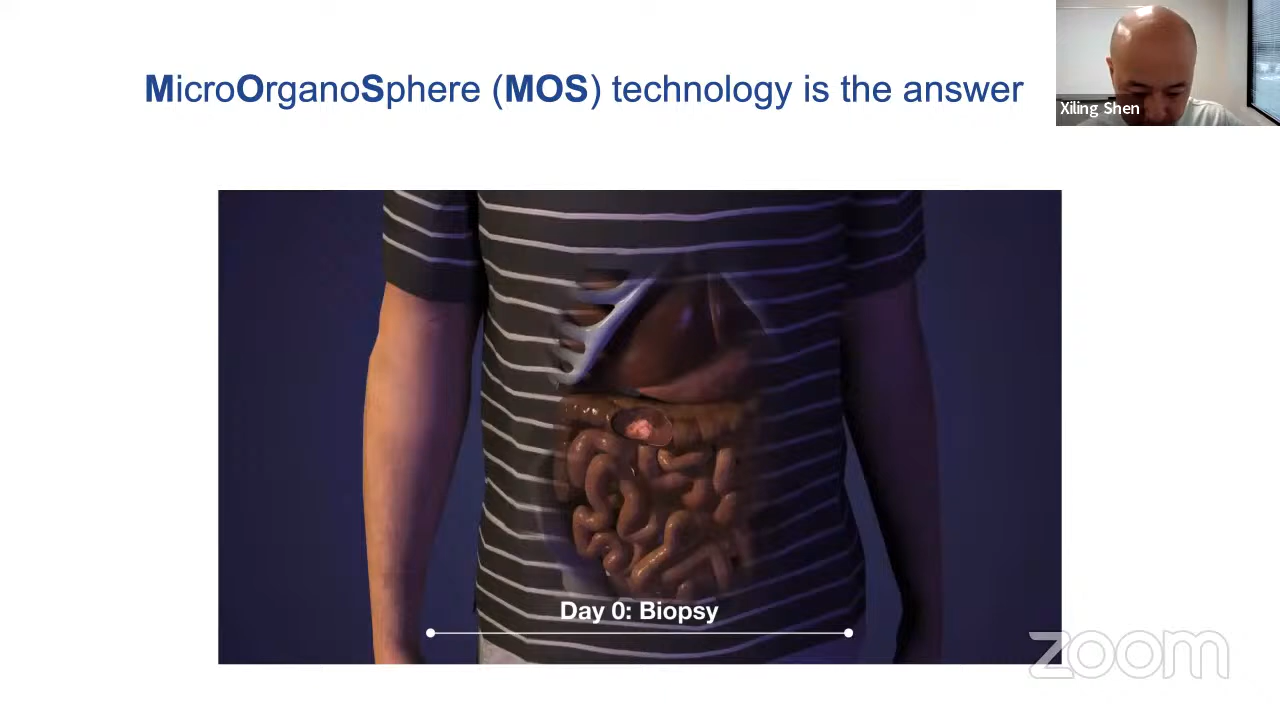 MicroOrganoSphere (MOS) technology is the answer
Xiling Shen
Day 0: Biopsy
zoom